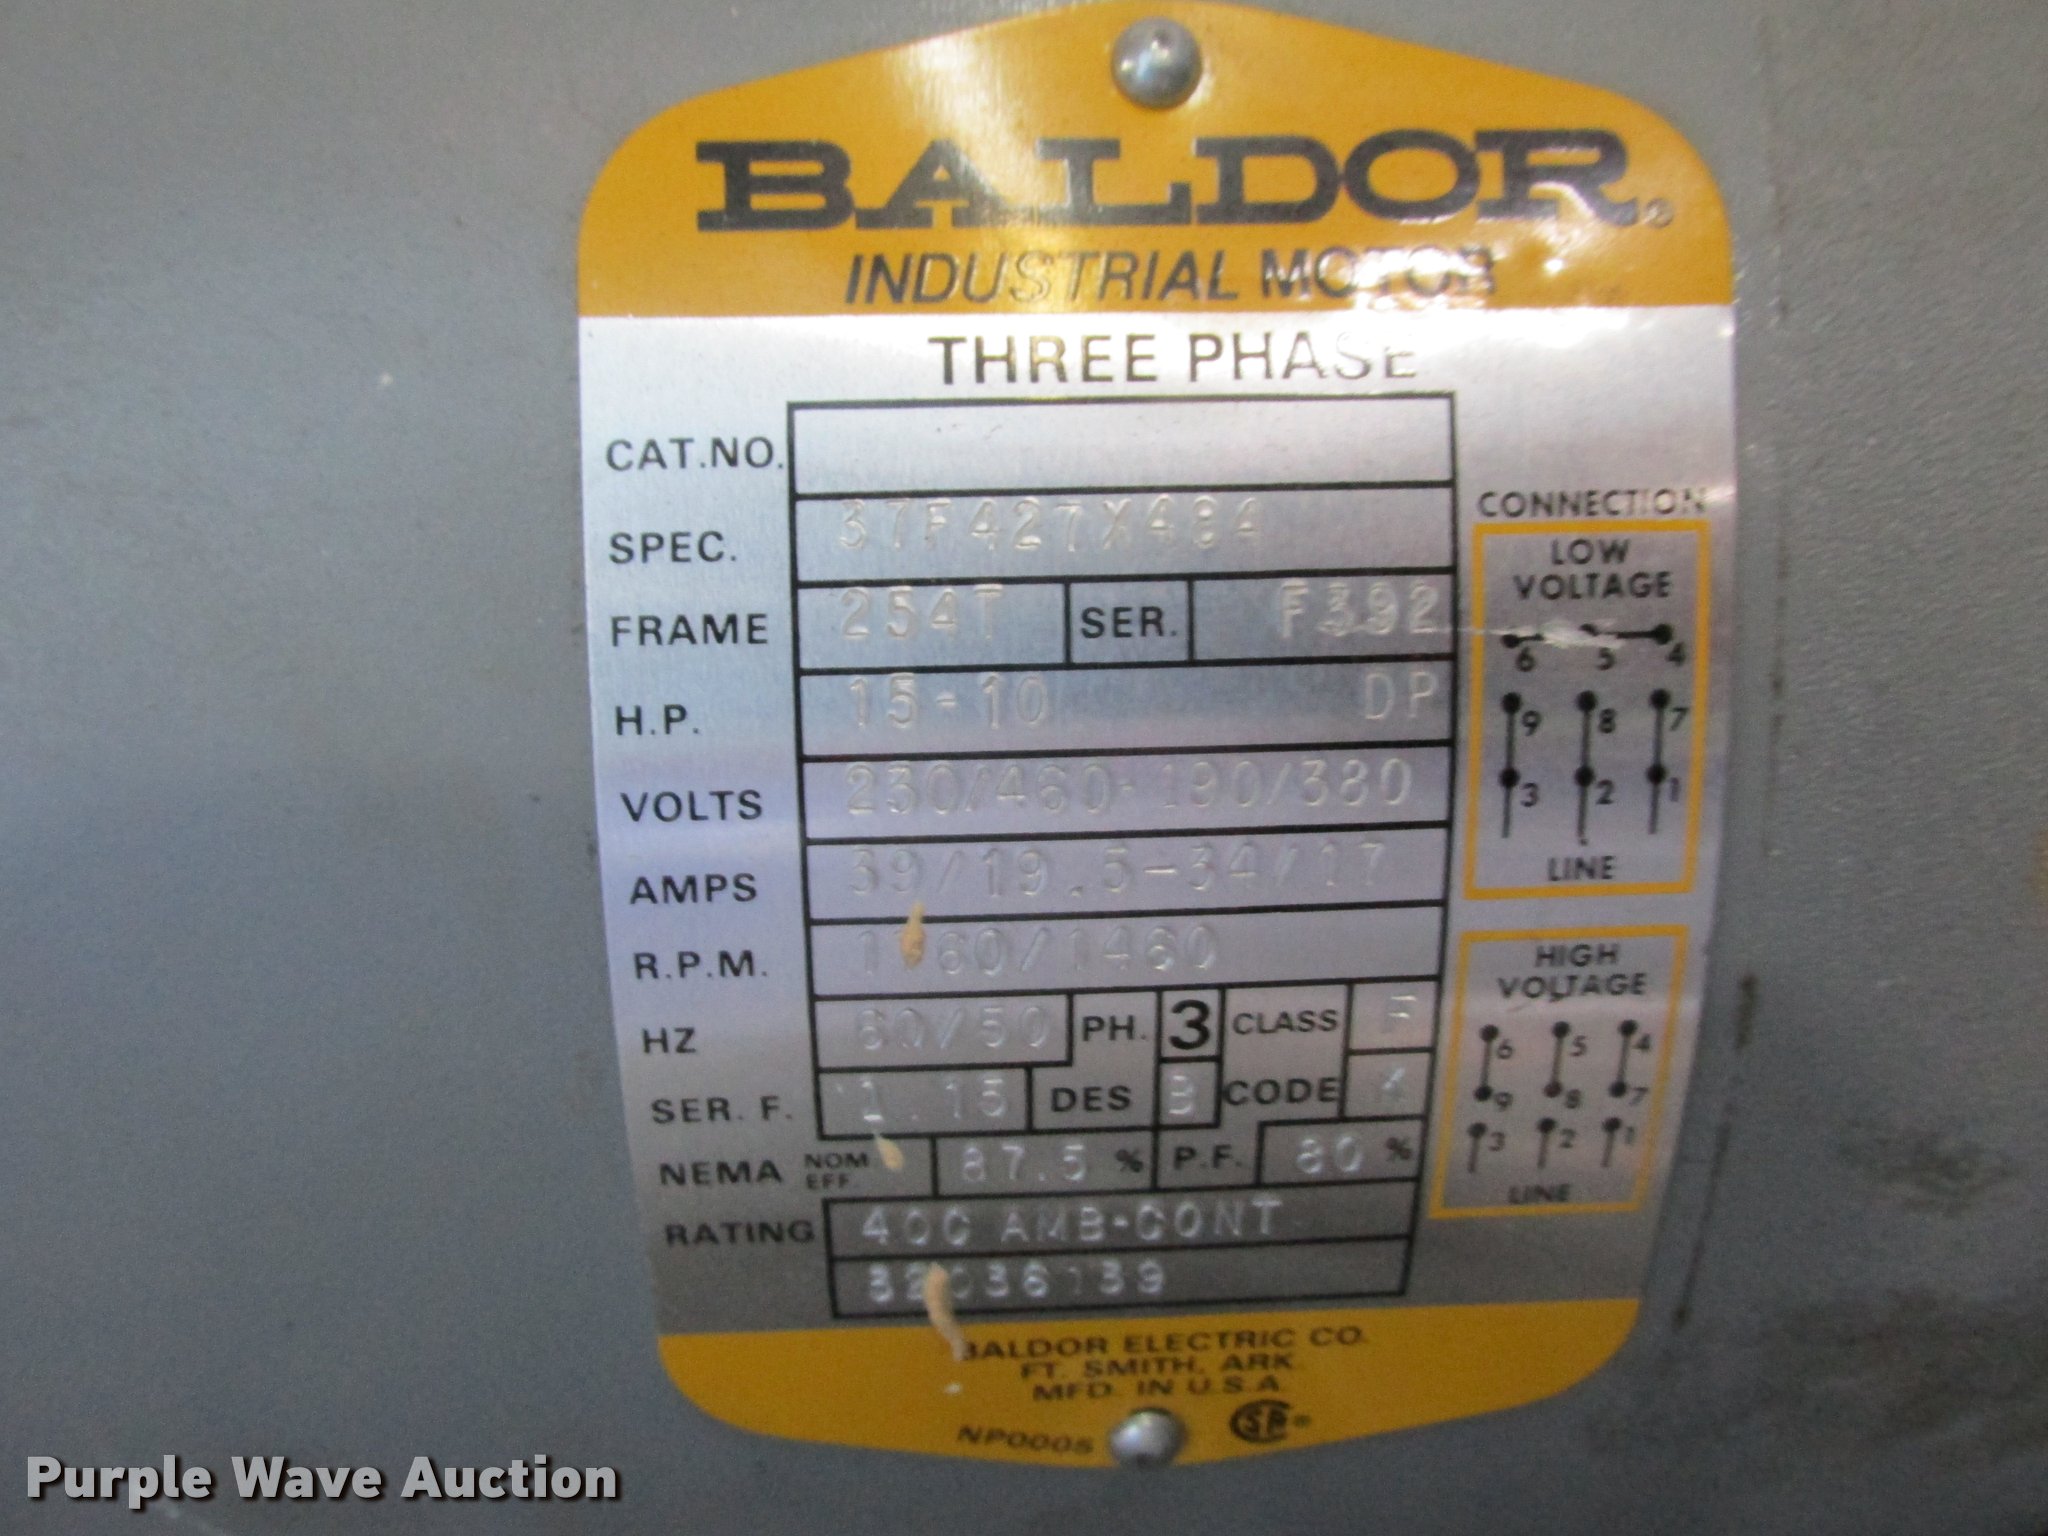 BALDOR®
INDUSTRIAL MOTOR
THREE PHASE
CAT.NO.
SPEC. 37F427X484
FRAME 254T SER. F392
H.P. 15-10 DP
VOLTS 230/460-190/380
AMPS 39/19.5-34/17
R.P.M. 1760/1460
HZ 60/50 PH. 3 CLASS F
SER. F. 1.15 DES B CODE
NEMA NOM EFF. 87.5 % P.F. 80 %
RATING 40C AMB-CONT
CONNECTION
LOW
VOLTAGE
6 5 4
9 8 7
3 2 1
LINE
HIGH
VOLTAGE
6 5 4
9 8 7
3 2 1
LINE
BALDOR ELECTRIC CO.
FT. SMITH, ARK.
MFD. IN U.S.A.
NP0005
Purple Wave Auction